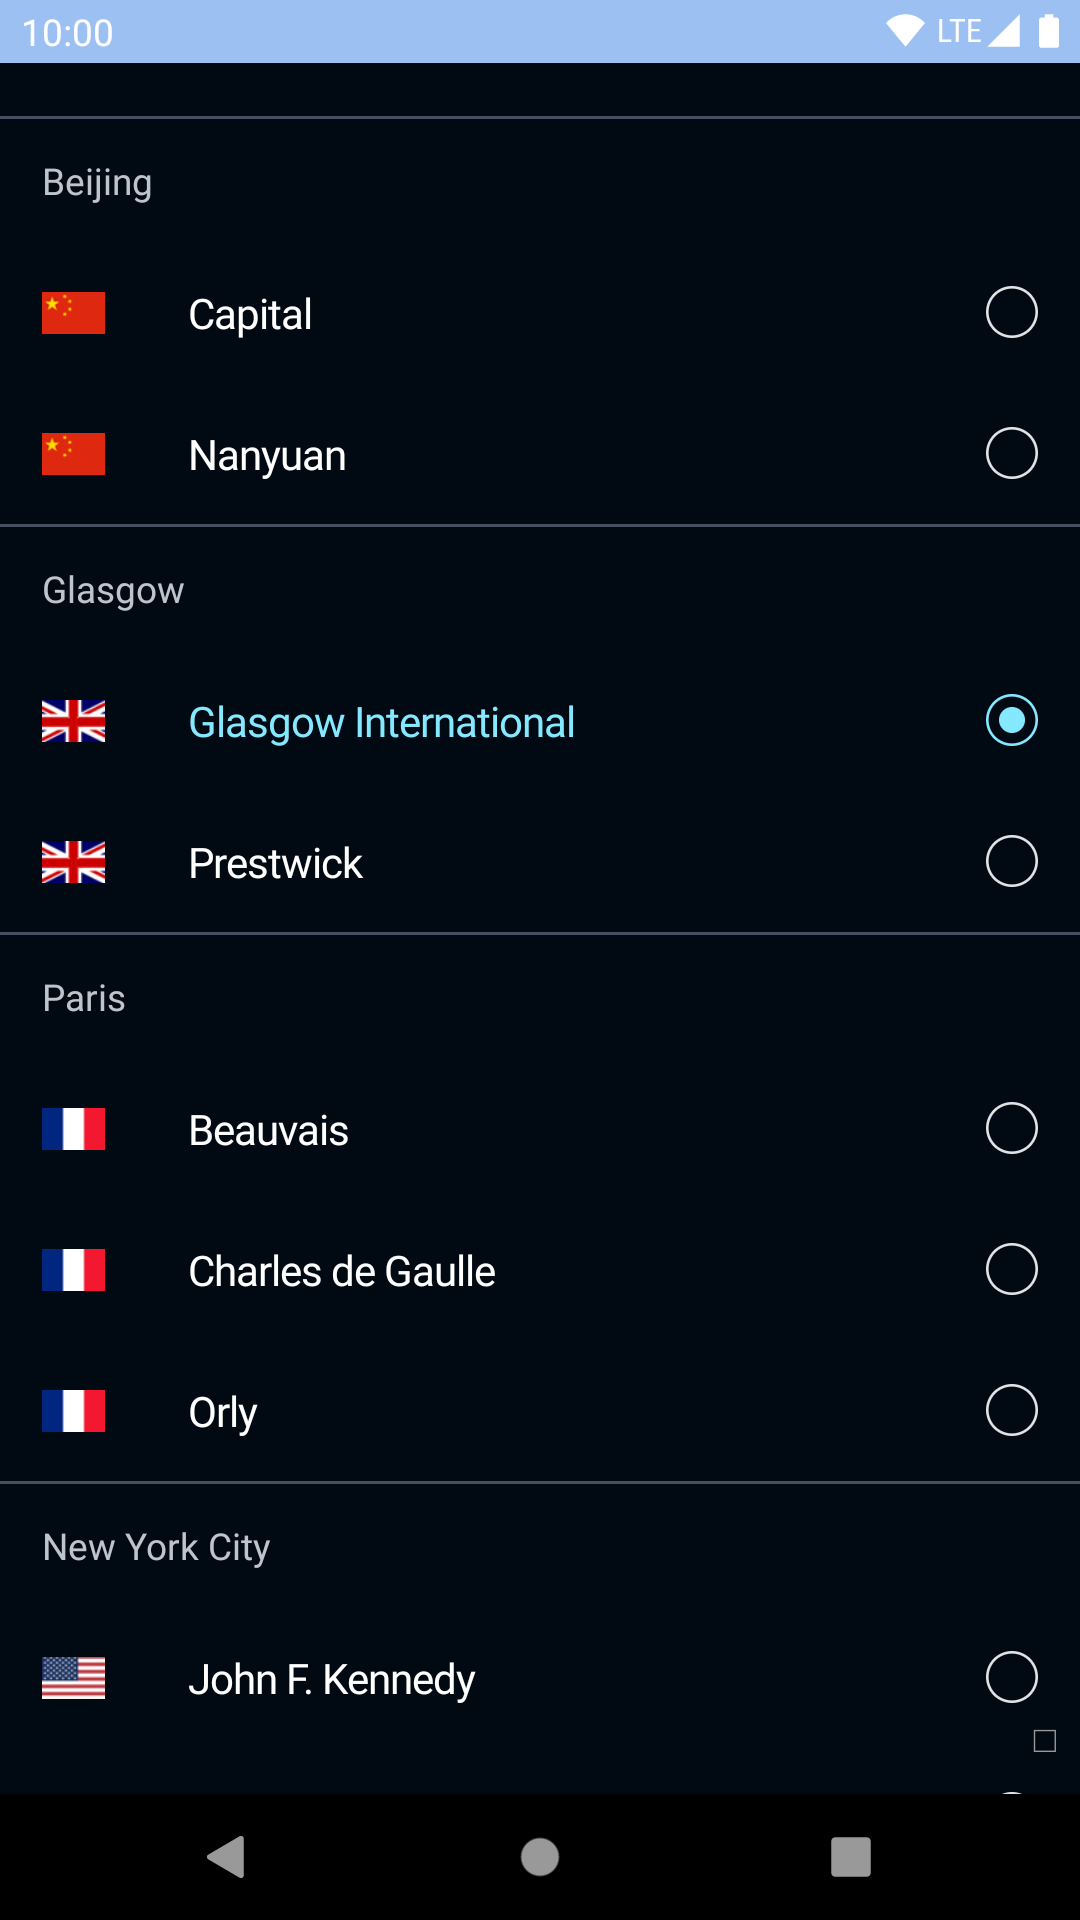 10:00
LTE
Beijing
Capital
Nanyuan
Glasgow
Glasgow International
Prestwick
Paris
Beauvais
Charles de Gaulle
Orly
New York City
John F. Kennedy